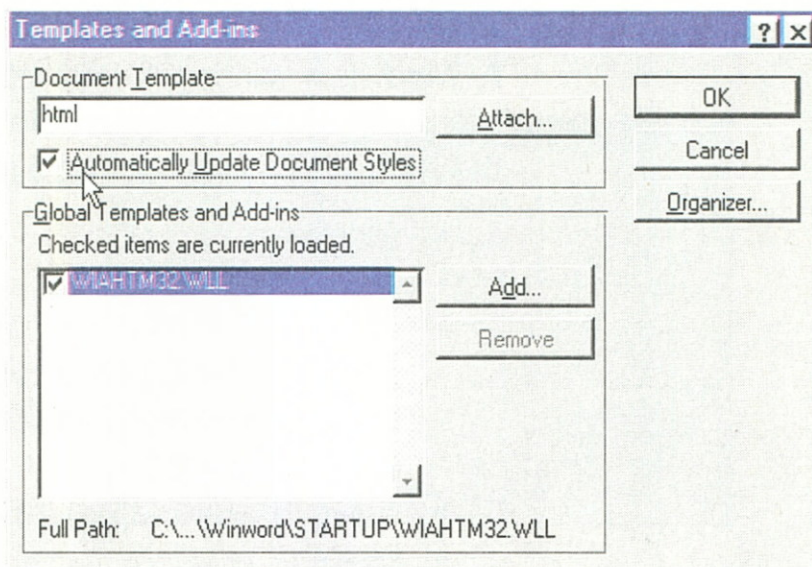 Templates and Add-ins
Document Template
html
Attach...
Automatically Update Document Styles
OK
Cancel
Organizer...
Global Templates and Add-ins
Checked items are currently loaded.
WIAHTM32.WLL
Add...
Remove
Full Path: C:\... \Winword\STARTUP\WIAHTM32.WLL